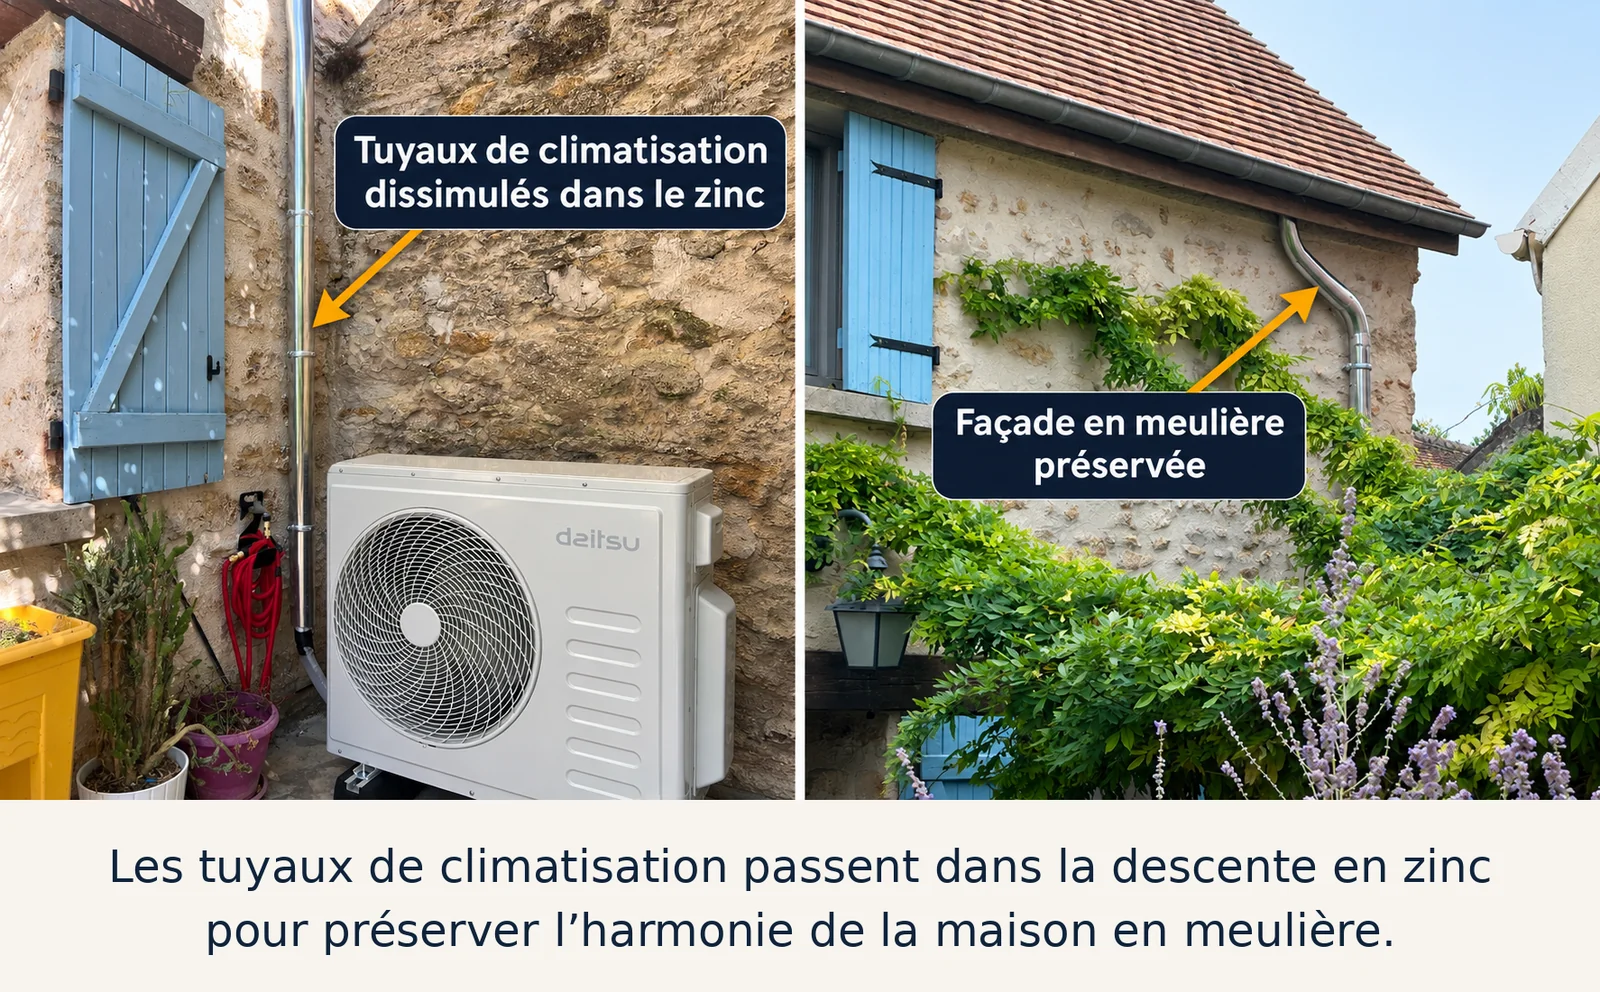 Tuyaux de climatisation
dissimulés dans le zinc
daitsu
Façade en meulière
préservée
Les tuyaux de climatisation passent dans la descente en zinc
pour préserver l’harmonie de la maison en meulière.